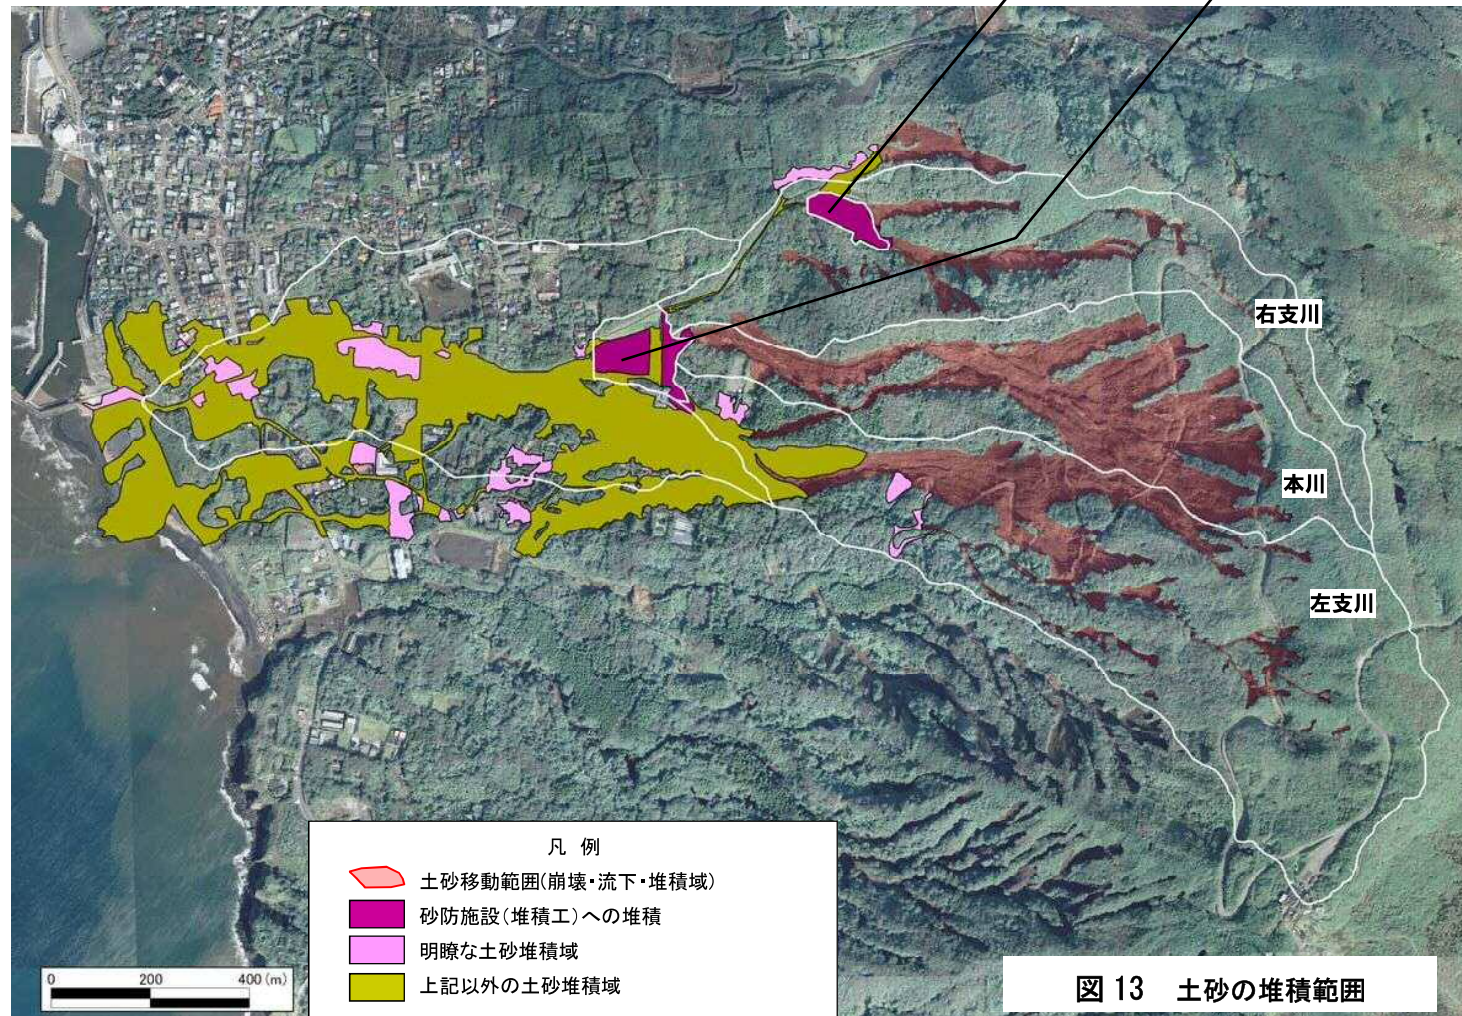 右支川
本川
左支川
凡 例
土砂移動範囲(崩壊・流下・堆積域)
砂防施設(堆積工)への堆積
明瞭な土砂堆積域
上記以外の土砂堆積域
0 200 400(m)
図13 土砂の堆積範囲